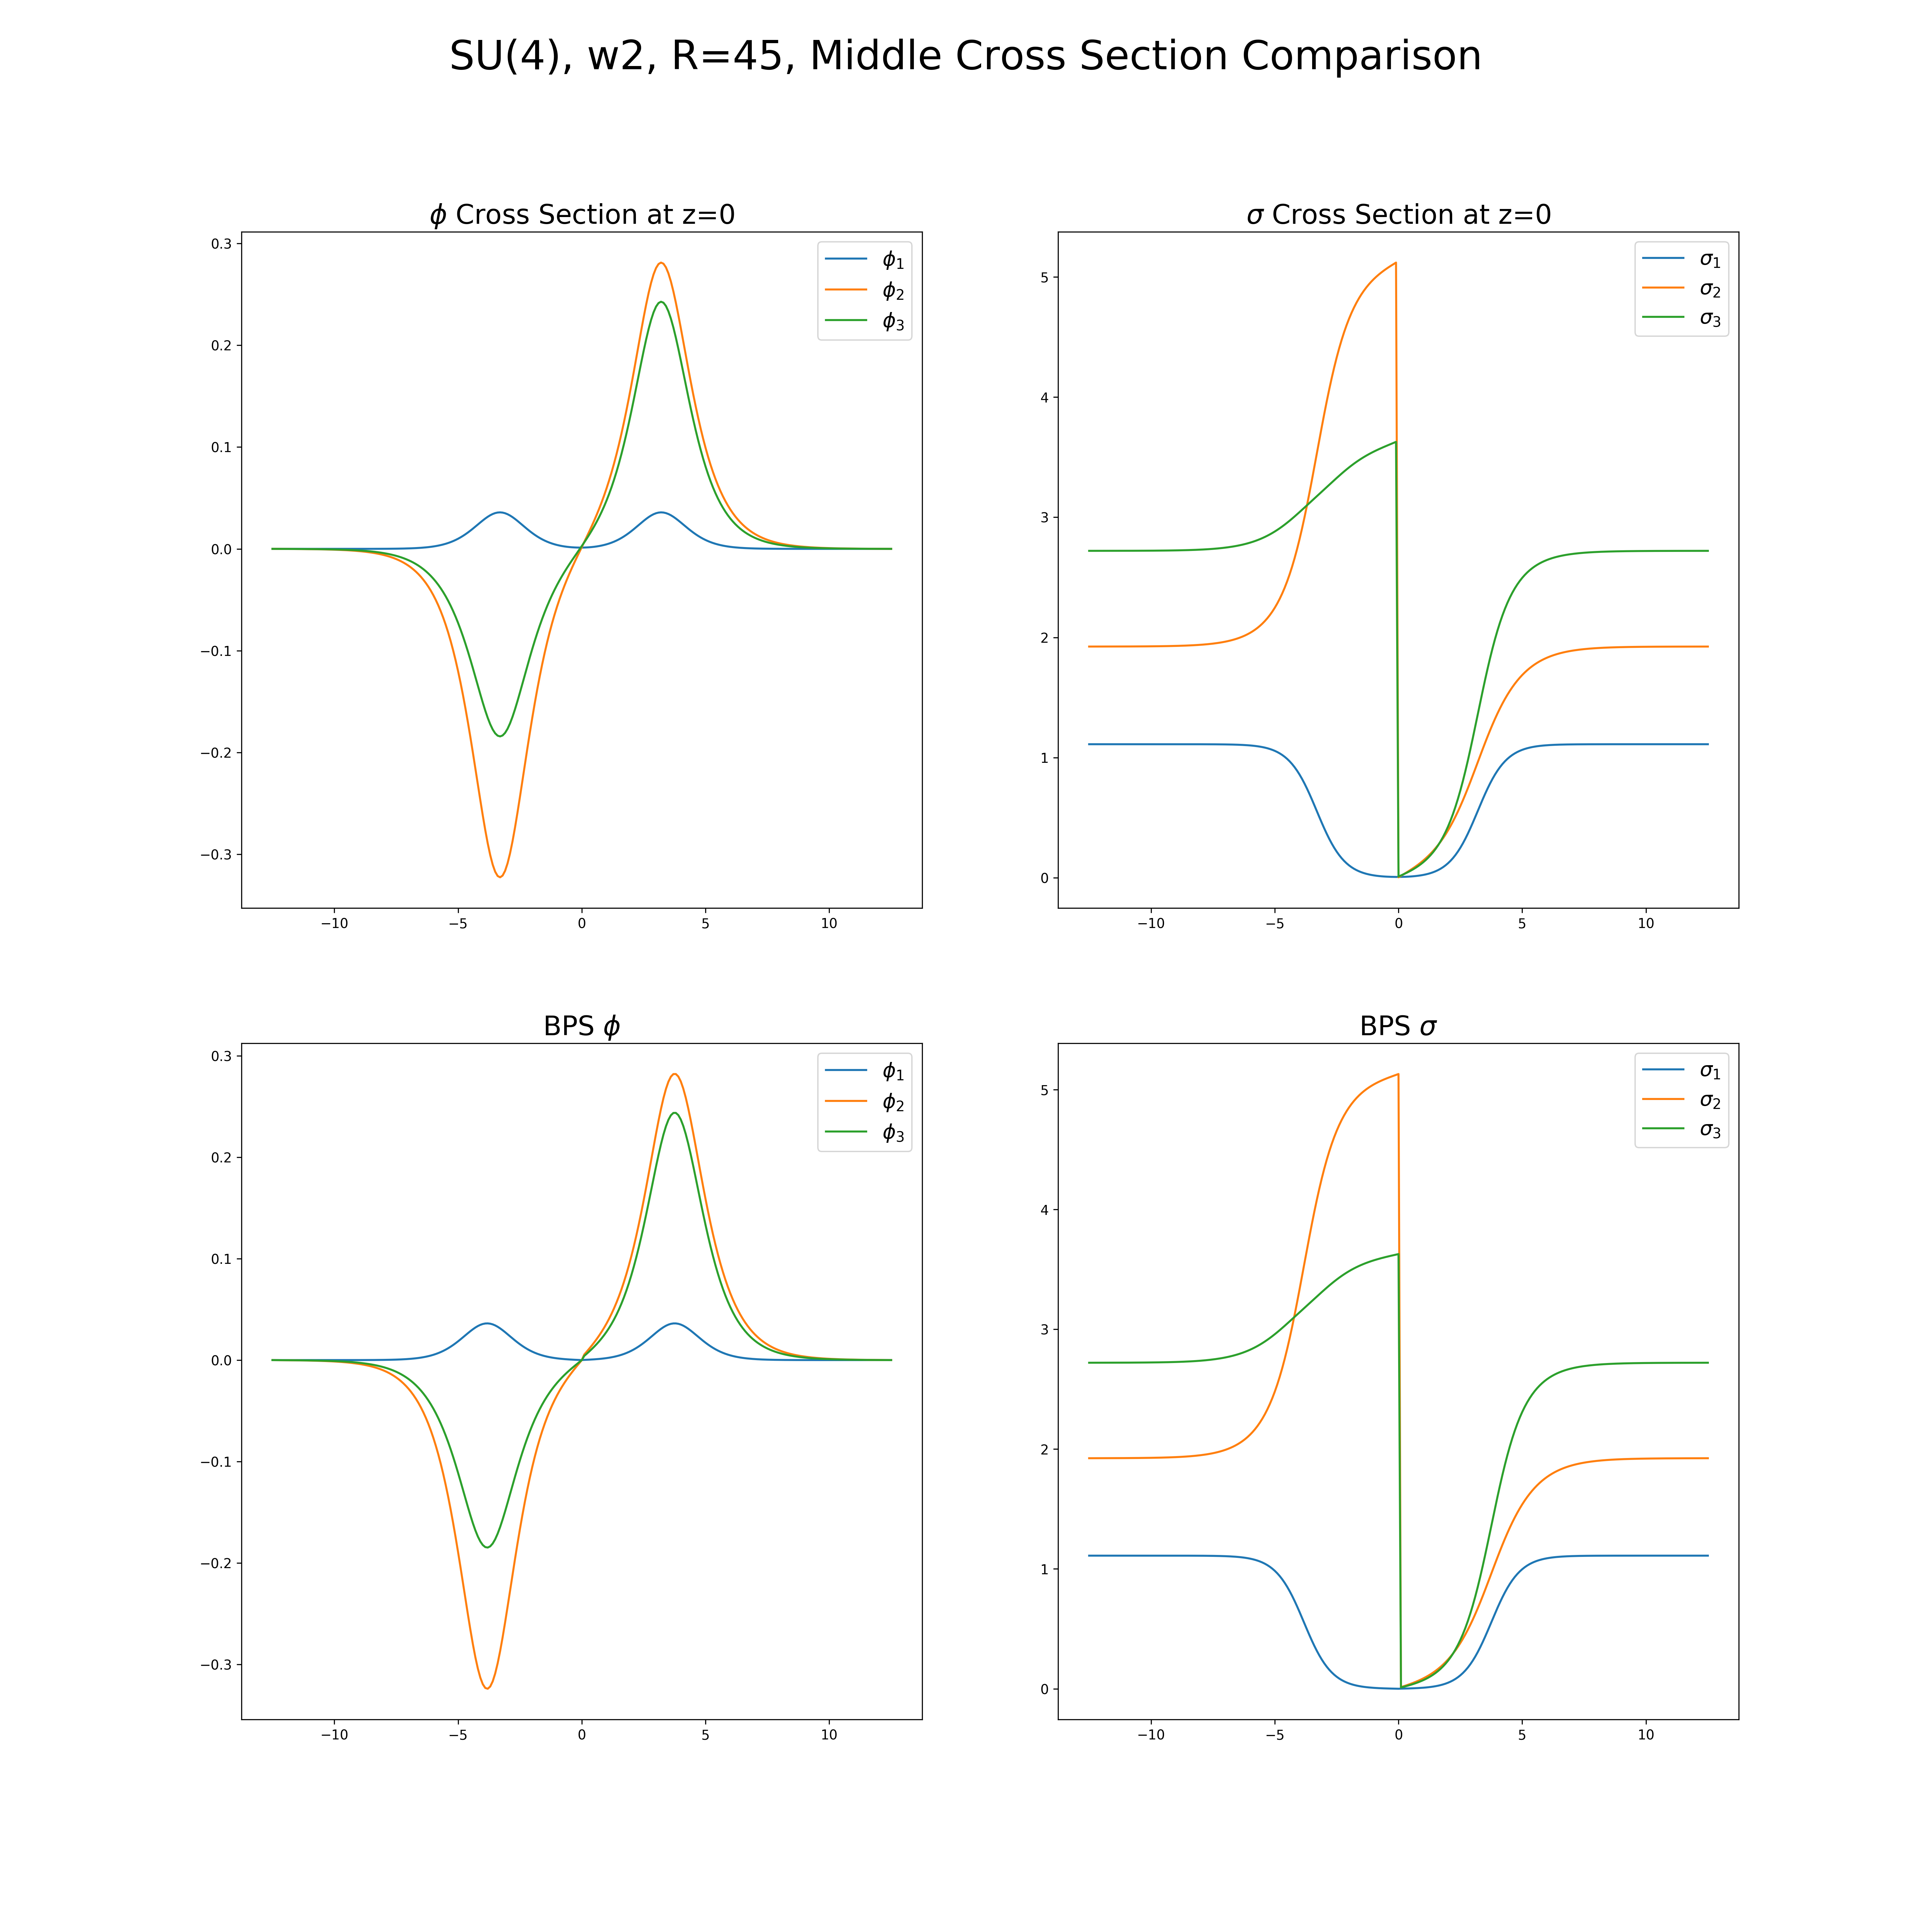 SU(4), w2, R=45, Middle Cross Section Comparison
ϕ Cross Section at z=0
0.3
0.2
0.1
0.0
−0.1
−0.2
−0.3
−10
−5
0
5
10
ϕ1
ϕ2
ϕ3
σ Cross Section at z=0
5
4
3
2
1
0
−10
−5
0
5
10
σ1
σ2
σ3
BPS ϕ
0.3
0.2
0.1
0.0
−0.1
−0.2
−0.3
−10
−5
0
5
10
ϕ1
ϕ2
ϕ3
BPS σ
5
4
3
2
1
0
−10
−5
0
5
10
σ1
σ2
σ3